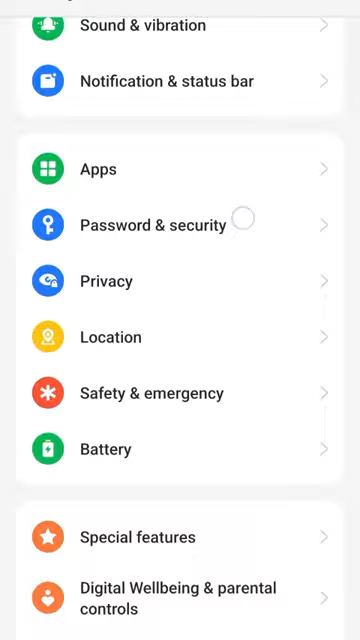 Sound & vibration
Notification & status bar
Apps
Password & security
Privacy
Location
Safety & emergency
Battery
Special features
Digital Wellbeing & parental
controls